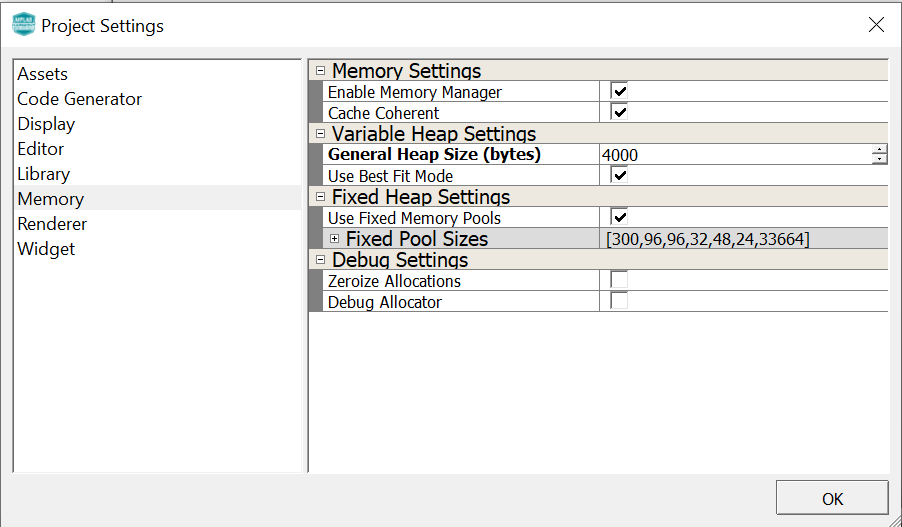 Project Settings
Assets
Code Generator
Display
Editor
Library
Memory
Renderer
Widget
Memory Settings
Enable Memory Manager
Cache Coherent
Variable Heap Settings
General Heap Size (bytes) 4000
Use Best Fit Mode
Fixed Heap Settings
Use Fixed Memory Pools
Fixed Pool Sizes [300,96,96,32,48,24,33664]
Debug Settings
Zeroize Allocations
Debug Allocator
OK